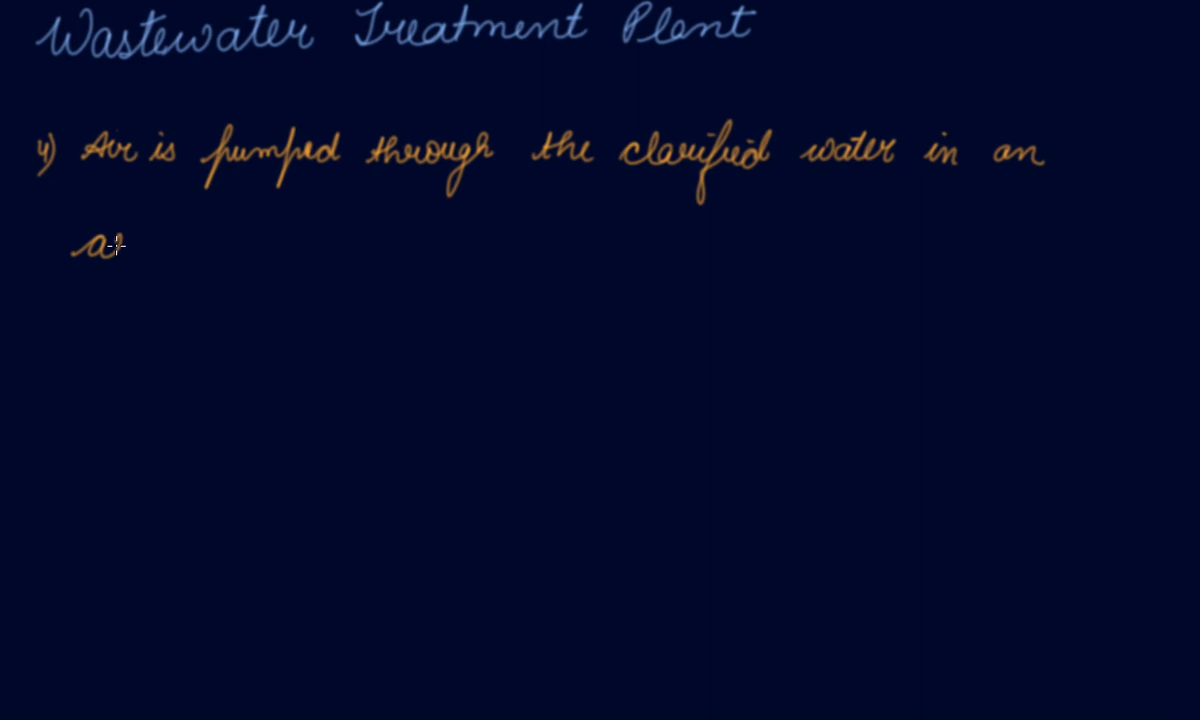 Wastewater Treatment Plant
4) Air is pumped through the clarified water in an